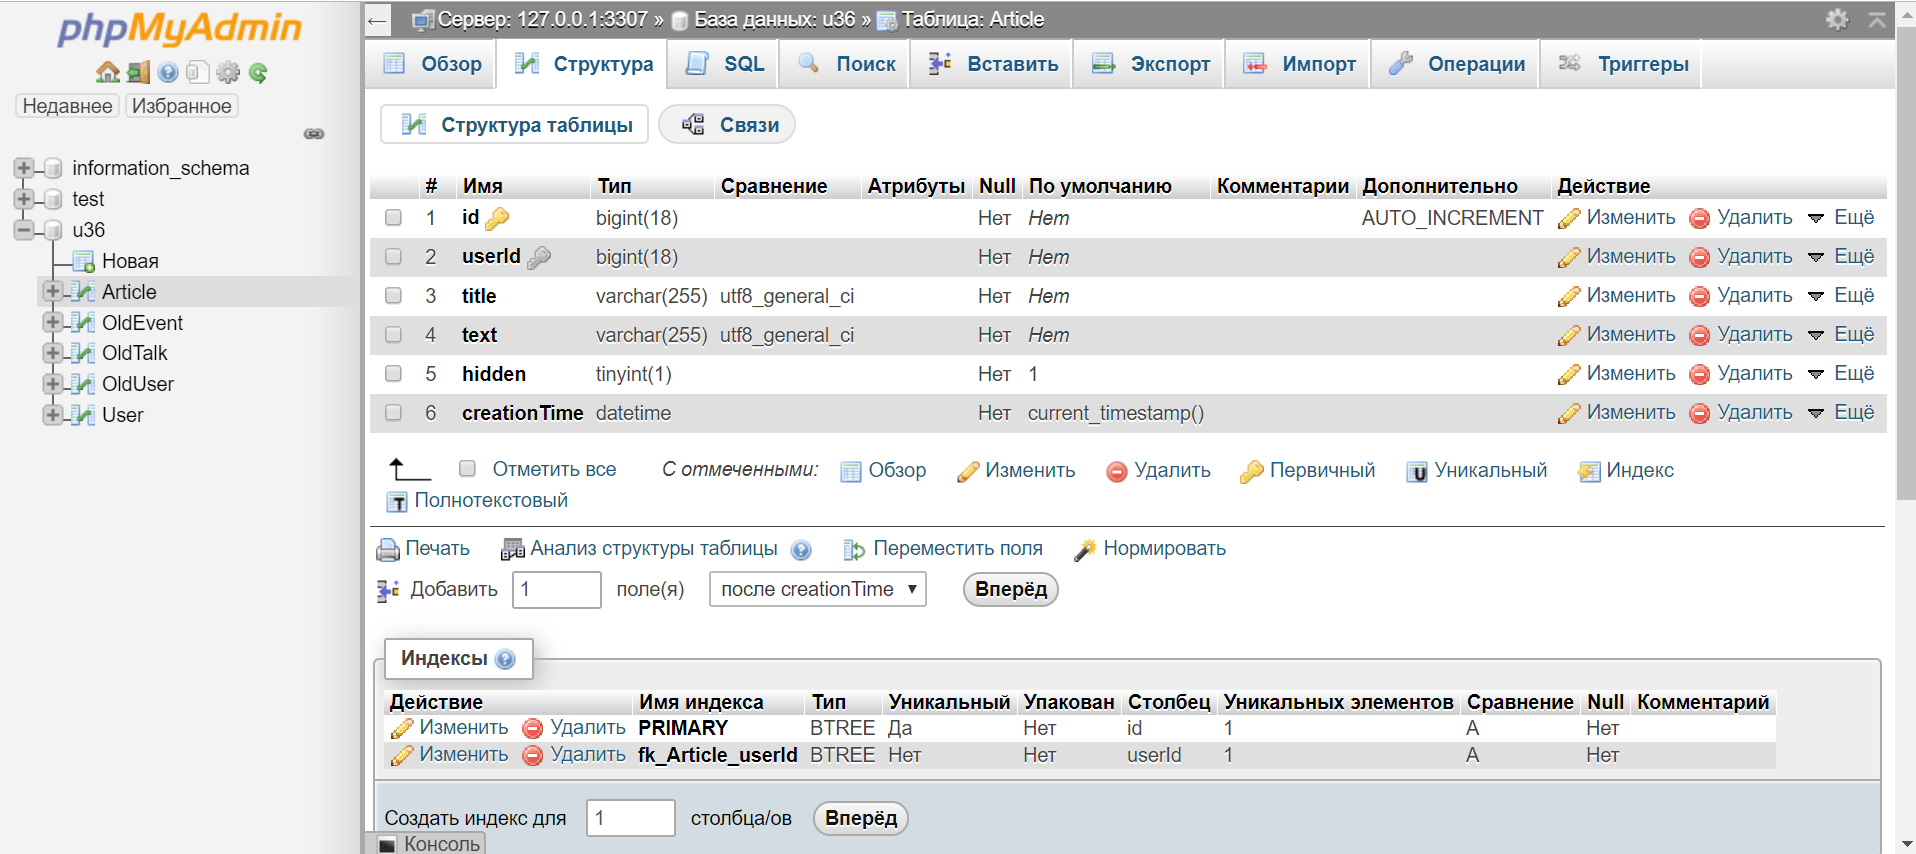 phpMyAdmin
Недавнее Избранное
information_schema
test
u36
Новая
Article
OldEvent
OldTalk
OldUser
User
Сервер: 127.0.0.1:3307 » База данных: u36 » Таблица: Article
Обзор Структура SQL Поиск Вставить Экспорт Импорт Операции Триггеры
Структура таблицы Связи
# Имя Тип Сравнение Атрибуты Null По умолчанию Комментарии Дополнительно Действие
1 id bigint(18) Нет Нет AUTO_INCREMENT Изменить Удалить Ещё
2 userId bigint(18) Нет Нет Изменить Удалить Ещё
3 title varchar(255) utf8_general_ci Нет Нет Изменить Удалить Ещё
4 text varchar(255) utf8_general_ci Нет Нет Изменить Удалить Ещё
5 hidden tinyint(1) Нет 1 Изменить Удалить Ещё
6 creationTime datetime Нет current_timestamp() Изменить Удалить Ещё
Отметить все С отмеченными: Обзор Изменить Удалить Первичный Уникальный Индекс
Полнотекстовый
Печать Анализ структуры таблицы Переместить поля Нормировать
Добавить 1 поле(я) после creationTime Вперёд
Индексы
Действие Имя индекса Тип Уникальный Упакован Столбец Уникальных элементов Сравнение Null Комментарий
Изменить Удалить PRIMARY BTREE Да Нет id 1 A Нет
Изменить Удалить fk_Article_userId BTREE Нет Нет userId 1 A Нет
Создать индекс для 1 столбца/ов Вперёд
Консоль